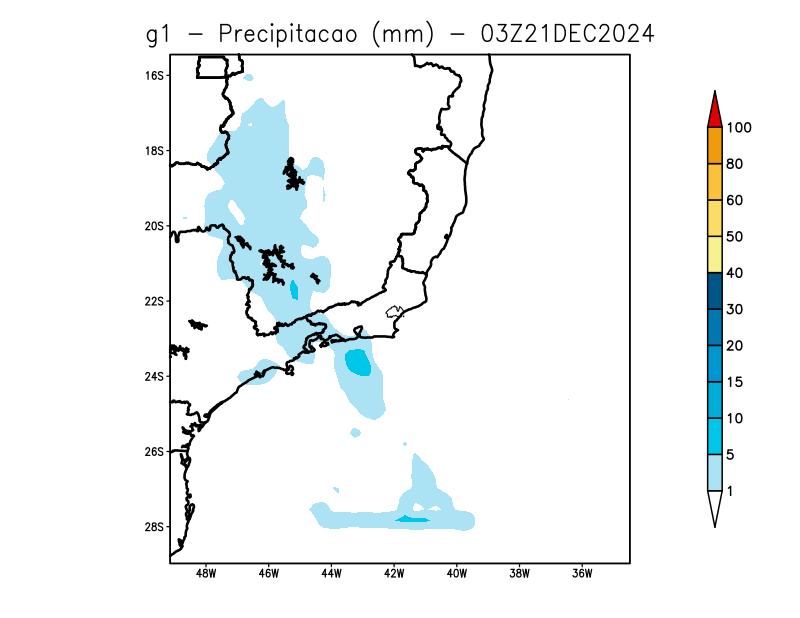 g1 – Precipitacao (mm) – 03Z21DEC2024
16S
18S
20S
22S
24S
26S
28S
48W 46W 44W 42W 40W 38W 36W
100
80
60
50
40
30
20
15
10
5
1